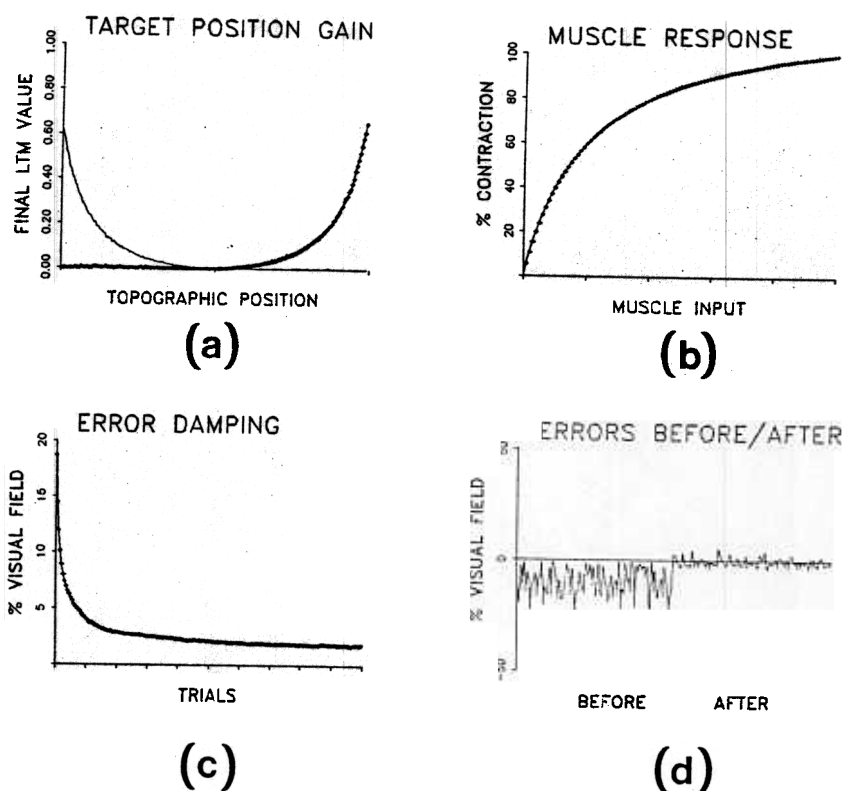 TARGET POSITION GAIN
FINAL LTM VALUE
1.00
0.80
0.60
0.40
0.20
0.00
TOPOGRAPHIC POSITION
(a)
MUSCLE RESPONSE
% CONTRACTION
100
80
60
40
20
MUSCLE INPUT
(b)
ERROR DAMPING
% VISUAL FIELD
20
15
10
5
TRIALS
(c)
ERRORS BEFORE/AFTER
% VISUAL FIELD
0
BEFORE AFTER
(d)